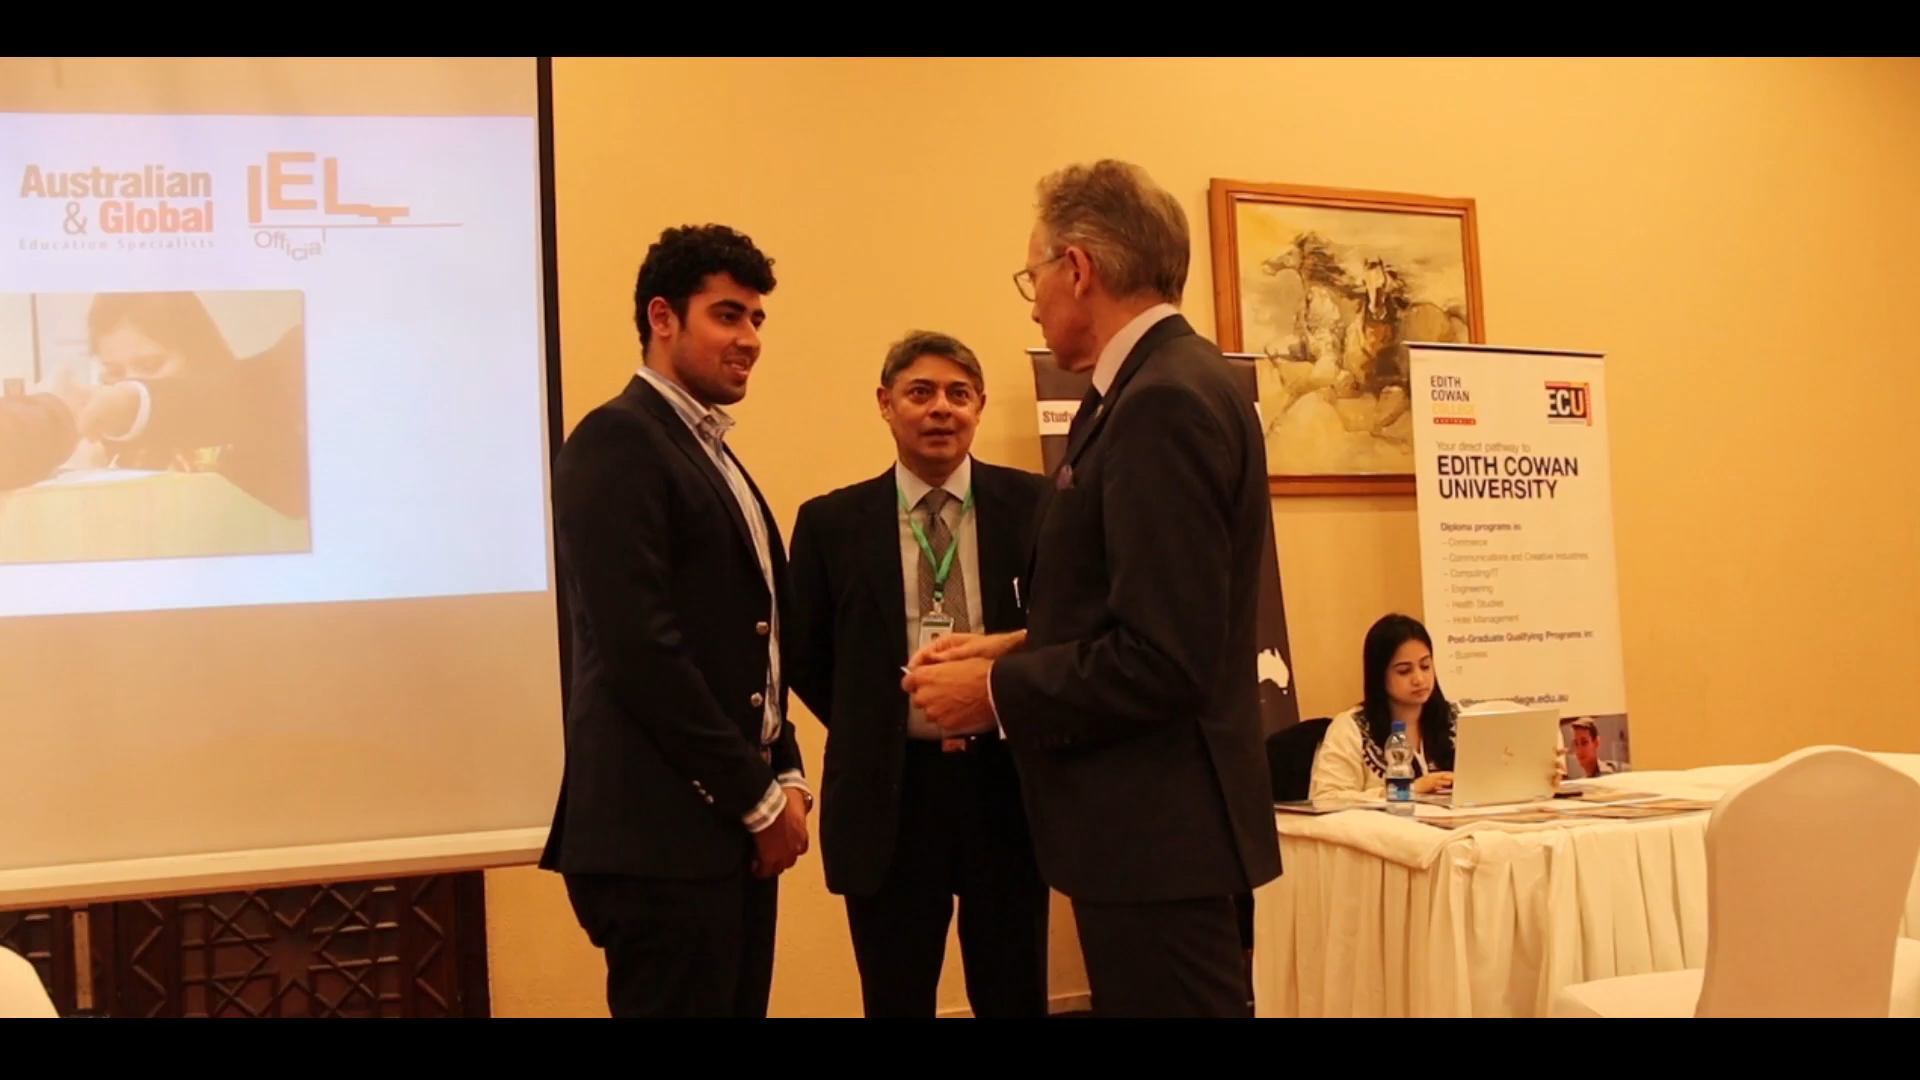 Australian
& Global
Education Specialists
IEL
Official
Study
EDITH
COWAN
COLLEGE
AUSTRALIA
ECU
Your direct pathway to
EDITH COWAN
UNIVERSITY
Diploma programs in:
– Commerce
– Communications and Creative Industries
– Computing/IT
– Engineering
– Health Studies
– Hotel Management
Post-Graduate Qualifying Programs in:
– Business
– IT